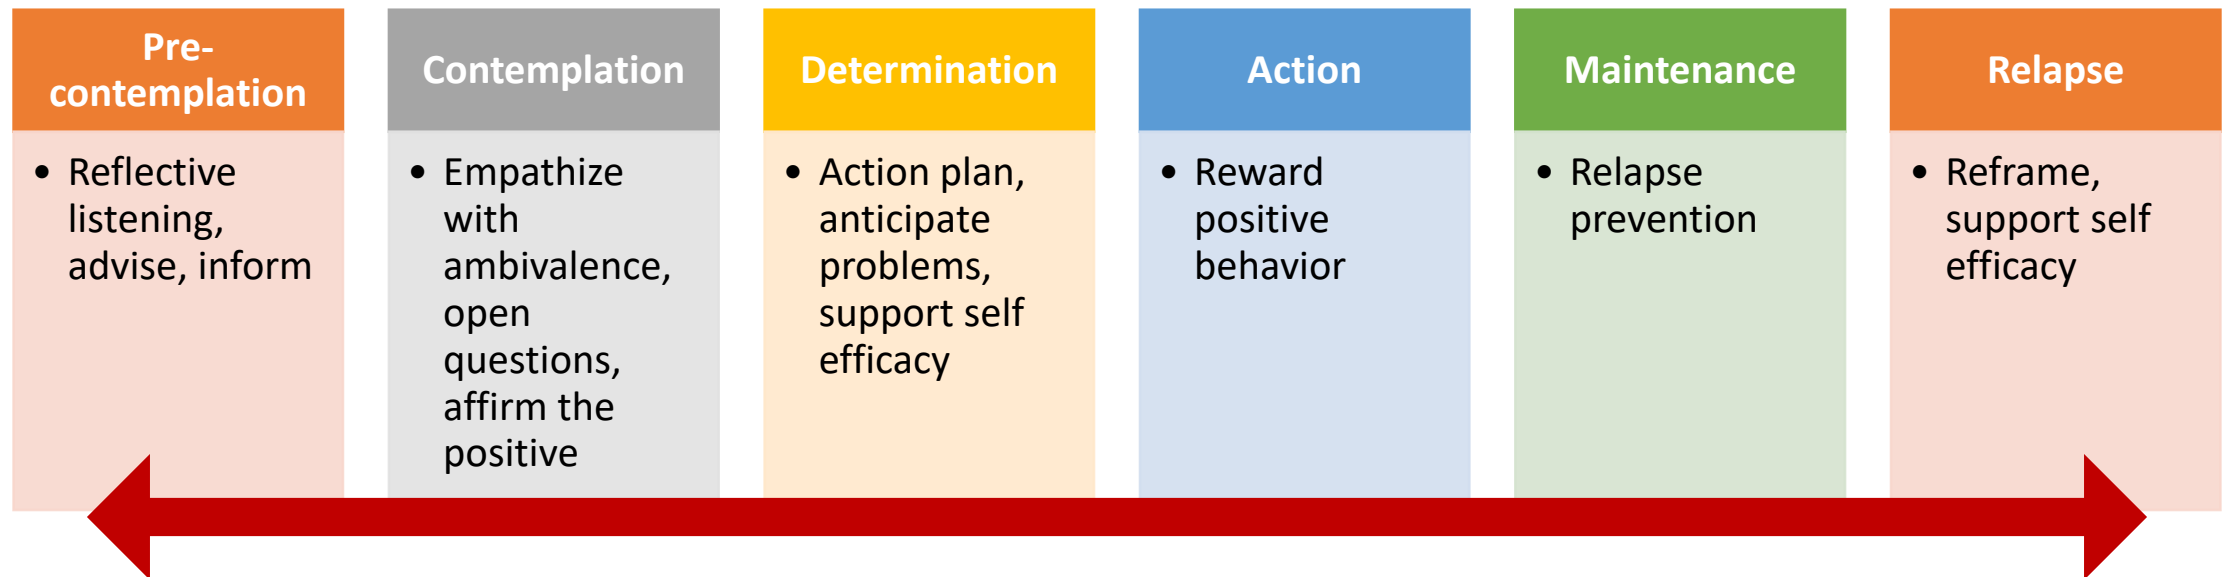 Pre-
contemplation
• Reflective
listening,
advise, inform
Contemplation
• Empathize
with
ambivalence,
open
questions,
affirm the
positive
Determination
• Action plan,
anticipate
problems,
support self
efficacy
Action
• Reward
positive
behavior
Maintenance
• Relapse
prevention
Relapse
• Reframe,
support self
efficacy